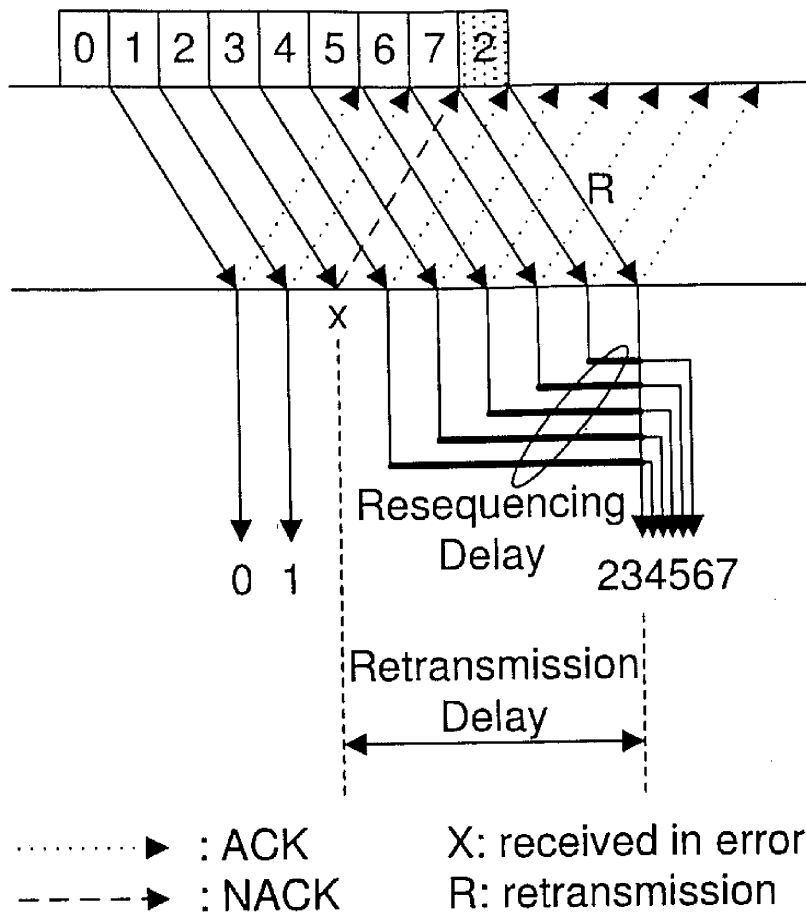 0 1 2 3 4 5 6 7 2
R
X
Resequencing
Delay
0 1 234567
Retransmission
Delay
: ACK X: received in error
: NACK R: retransmission